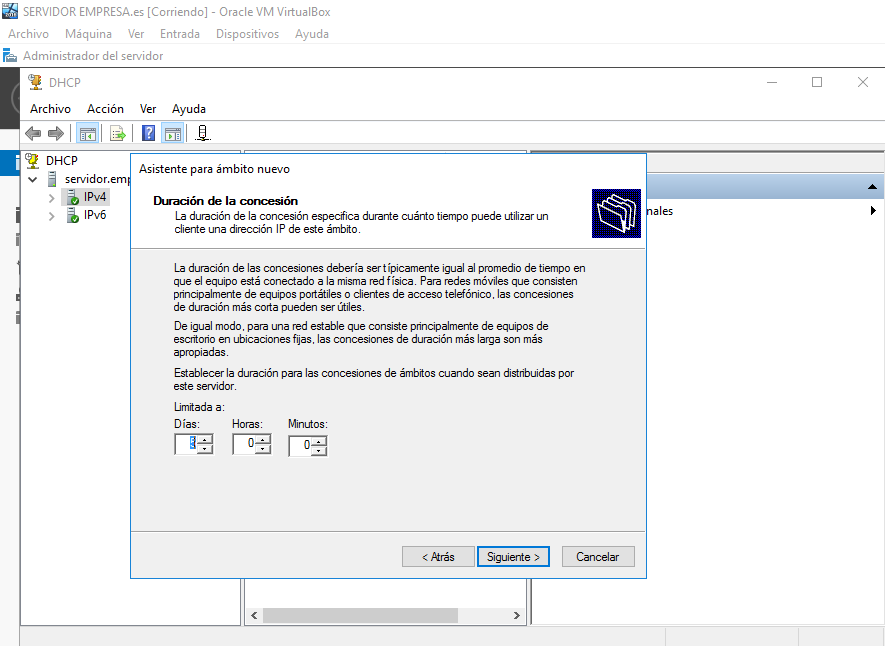 SERVIDOR EMPRESA.es [Corriendo] - Oracle VM VirtualBox
Archivo Máquina Ver Entrada Dispositivos Ayuda
Administrador del servidor
DHCP
Archivo Acción Ver Ayuda
DHCP
servidor.emp
IPv4
IPv6
Asistente para ámbito nuevo
Duración de la concesión
La duración de la concesión especifica durante cuánto tiempo puede utilizar un
cliente una dirección IP de este ámbito.
nales
La duración de las concesiones debería ser típicamente igual al promedio de tiempo en
que el equipo está conectado a la misma red física. Para redes móviles que consisten
principalmente de equipos portátiles o clientes de acceso telefónico, las concesiones
de duración más corta pueden ser útiles.
De igual modo, para una red estable que consiste principalmente de equipos de
escritorio en ubicaciones fijas, las concesiones de duración más larga son más
apropiadas.
Establecer la duración para las concesiones de ámbitos cuando sean distribuidas por
este servidor.
Limitada a:
Días: Horas: Minutos:
0 0
< Atrás Siguiente > Cancelar